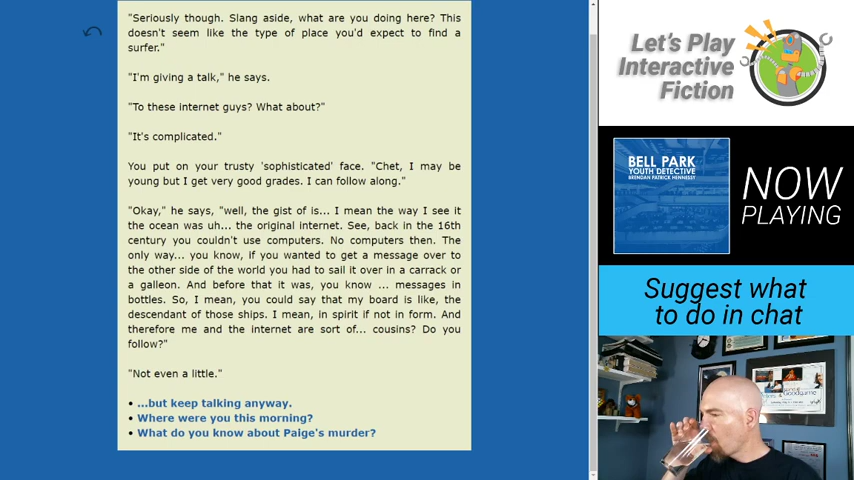 "Seriously though. Slang aside, what are you doing here? This
doesn't seem like the type of place you'd expect to find a
surfer."
"I'm giving a talk," he says.
"To these internet guys? What about?"
"It's complicated."
You put on your trusty 'sophisticated' face. "Chet, I may be
young but I get very good grades. I can follow along."
"Okay," he says, "well, the gist of is... I mean the way I see it
the ocean was uh... the original internet. See, back in the 16th
century you couldn't use computers. No computers then. The
only way... you know, if you wanted to get a message over to
the other side of the world you had to sail it over in a carrack or
a galleon. And before that it was, you know ... messages in
bottles. So, I mean, you could say that my board is like, the
descendant of those ships. I mean, in spirit if not in form. And
therefore me and the internet are sort of... cousins? Do you
follow?"
"Not even a little."
• ...but keep talking anyway.
• Where were you this morning?
• What do you know about Paige's murder?
Let's Play
Interactive
Fiction
BELL PARK
YOUTH DETECTIVE
BRENDAN PATRICK HENNESSY
NOW
PLAYING
Suggest what
to do in chat